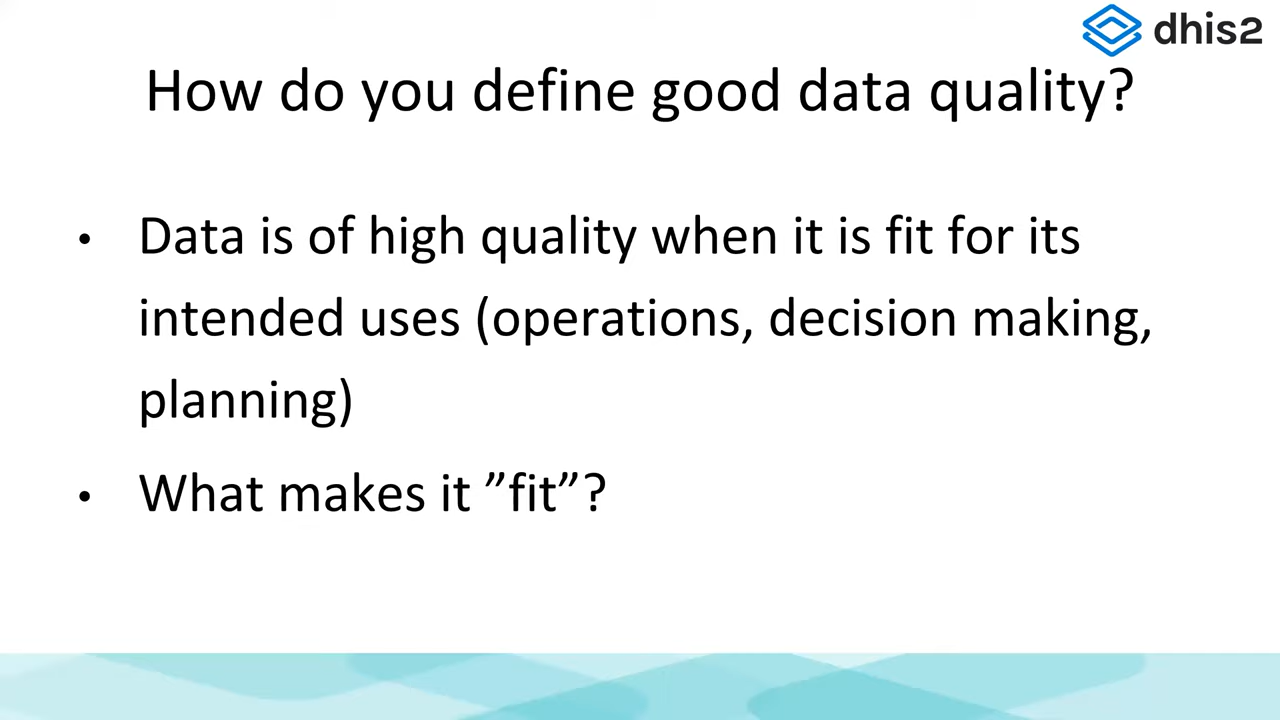 dhis2
How do you define good data quality?
• Data is of high quality when it is fit for its
intended uses (operations, decision making,
planning)
• What makes it ”fit”?